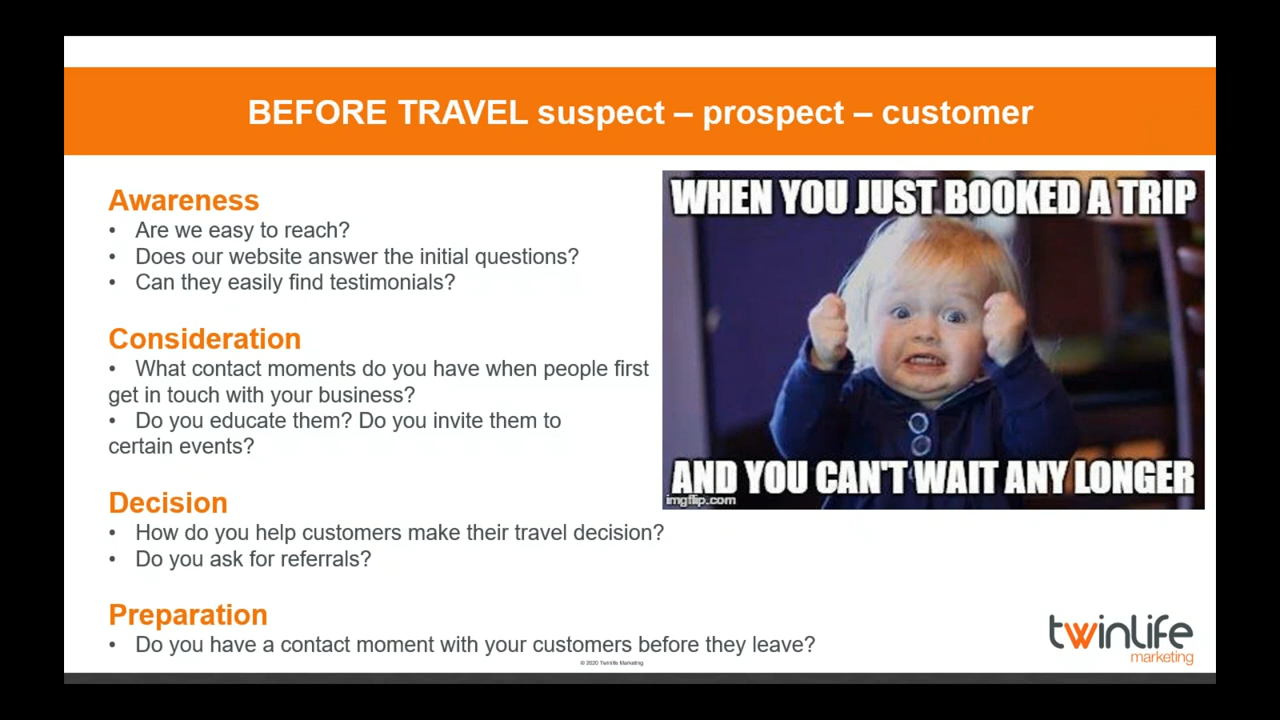 BEFORE TRAVEL suspect – prospect – customer
Awareness
• Are we easy to reach?
• Does our website answer the initial questions?
• Can they easily find testimonials?
Consideration
• What contact moments do you have when people first
get in touch with your business?
• Do you educate them? Do you invite them to
certain events?
Decision
• How do you help customers make their travel decision?
• Do you ask for referrals?
Preparation
• Do you have a contact moment with your customers before they leave?
WHEN YOU JUST BOOKED A TRIP
AND YOU CAN'T WAIT ANY LONGER
imgflip.com
twinlife
marketing
© 2020 Twinlife Marketing